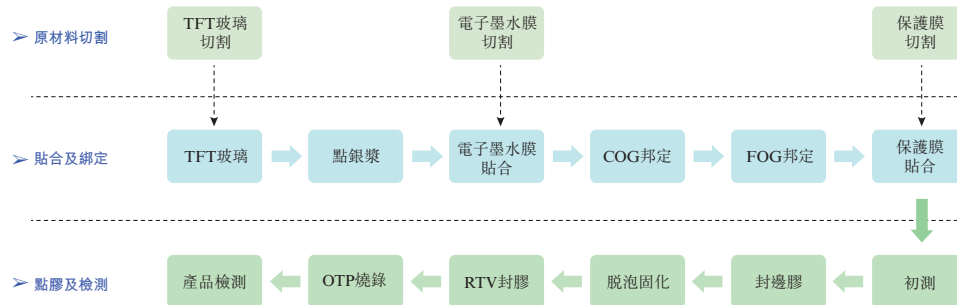 原材料切割
TFT玻璃
切割
電子墨水膜
切割
保護膜
切割
貼合及綁定
TFT玻璃
點銀漿
電子墨水膜
貼合
COG邦定
FOG邦定
保護膜
貼合
點膠及檢測
產品檢測
OTP燒錄
RTV封膠
脱泡固化
封邊膠
初測